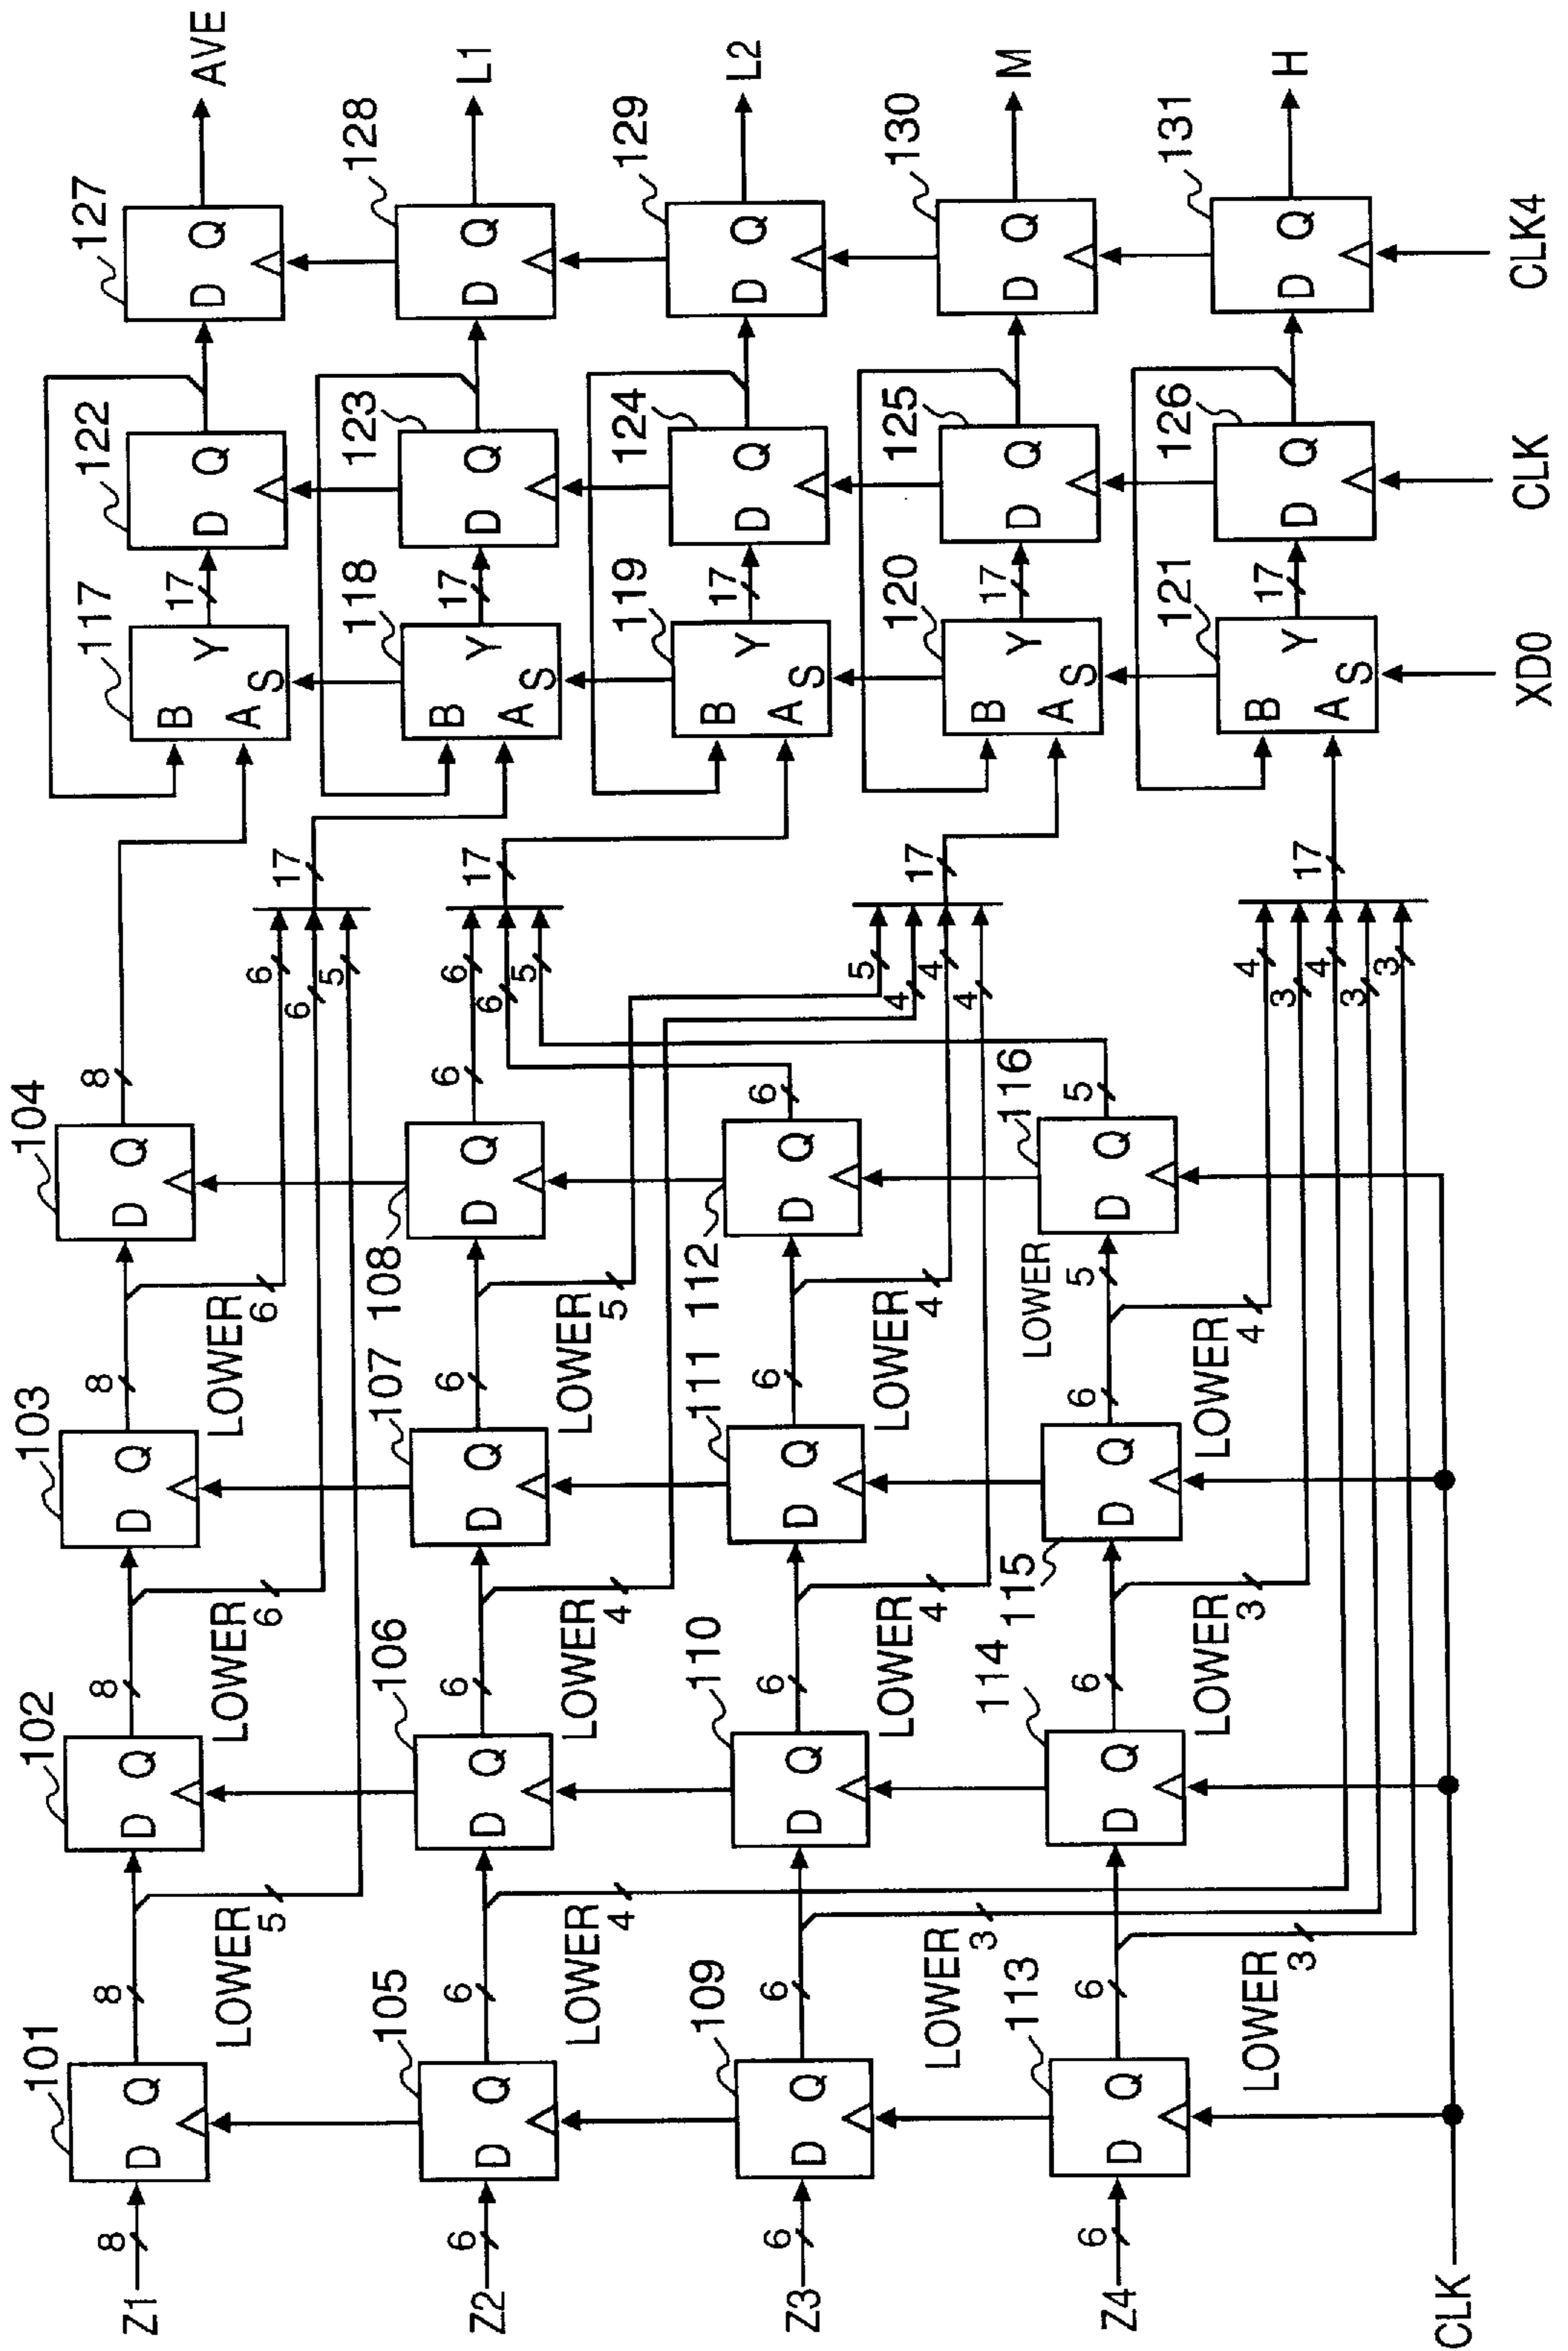 101
102
103
104
117
122
127
Z1
8
D Q
8
D Q
8
D Q
8
D Q
8
B
A
Y
S
17
D Q
D Q
AVE
LOWER
5
LOWER
6
LOWER
6
6
6
5
17
105
106
107
108
118
123
128
Z2
6
D Q
6
D Q
6
D Q
6
D Q
6
6
6
5
17
B
A
Y
S
17
D Q
D Q
L1
LOWER
4
LOWER
4
LOWER
5
109
110
111
112
119
124
129
Z3
6
D Q
6
D Q
6
D Q
6
D Q
6
B
A
Y
S
17
D Q
D Q
L2
LOWER
3
LOWER
4
LOWER
4
5
4
4
4
17
113
114
115
116
120
125
130
Z4
6
D Q
6
D Q
6
D Q
6
LOWER
5
D Q
5
B
A
Y
S
17
D Q
D Q
M
LOWER
3
LOWER
3
LOWER
4
4
3
4
3
3
17
121
126
131
B
A
Y
S
17
D Q
D Q
H
CLK
XD0
CLK
CLK4